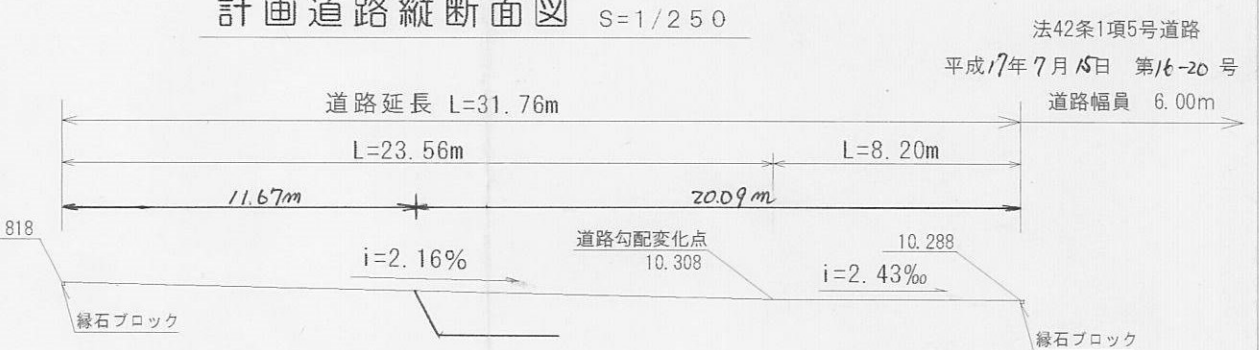 計画道路縦断面図 S=1/250
法42条1項5号道路
平成17年7月15日 第16-20号
道路延長 L=31.76m
道路幅員 6.00m
L=23.56m
L=8.20m
11.67m
20.09m
818
i=2.16%
道路勾配変化点
10.308
10.288
i=2.43‰
縁石ブロック
縁石ブロック